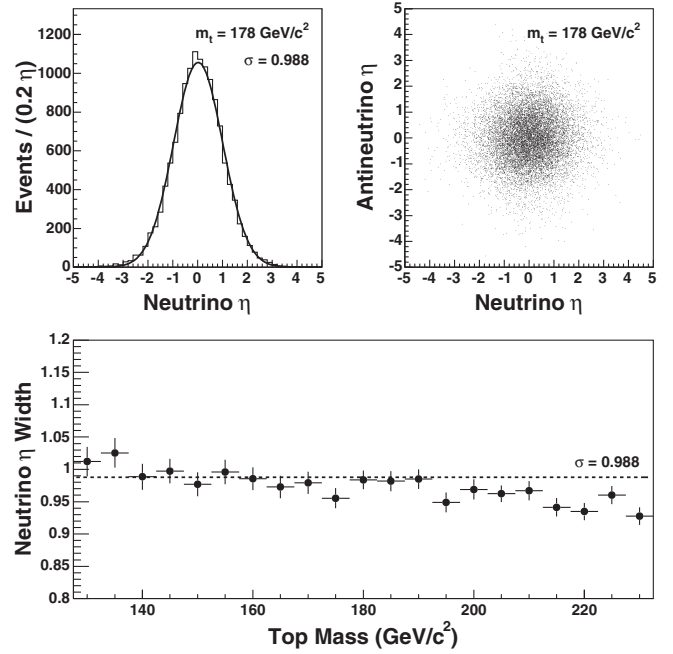 m_t = 178 GeV/c²
σ = 0.988
1200
1000
800
600
400
200
0
-5 -4 -3 -2 -1 0 1 2 3 4 5
Events / (0.2 η)
Neutrino η
m_t = 178 GeV/c²
5
4
3
2
1
0
-1
-2
-3
-4
-5
-5 -4 -3 -2 -1 0 1 2 3 4 5
Antineutrino η
Neutrino η
1.2
1.15
1.1
1.05
1
0.95
0.9
0.85
0.8
σ = 0.988
140 160 180 200 220
Neutrino η Width
Top Mass (GeV/c²)